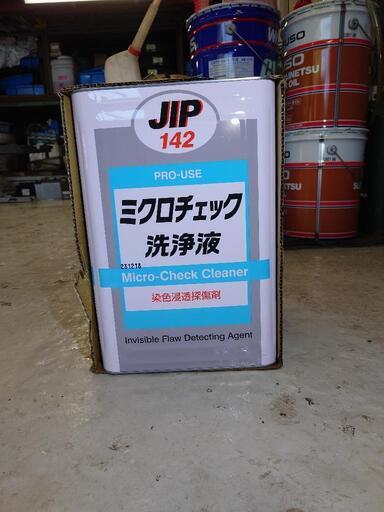 JIP
142
PRO-USE
ミクロチェック
洗浄液
231213
Micro-Check Cleaner
染色浸透探傷剤
Invisible Flaw Detecting Agent